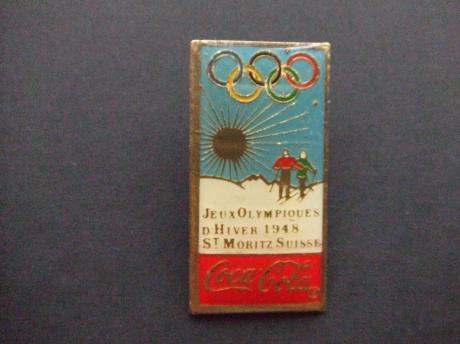 JEUX OLYMPIQUES
D HIVER 1948
ST MORITZ SUISSE
Coca-Cola